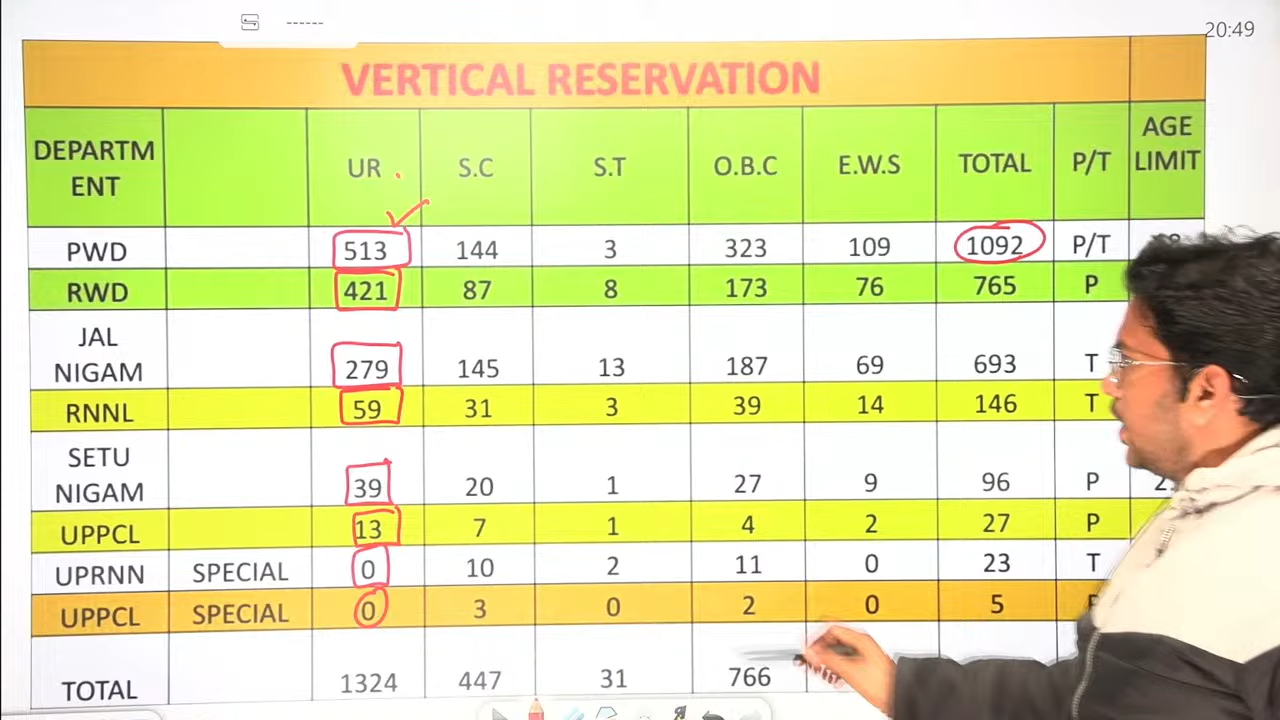 ------
20:49
VERTICAL RESERVATION
DEPARTM
ENT
UR
S.C
S.T
O.B.C
E.W.S
TOTAL
P/T
AGE
LIMIT
PWD 513 144 3 323 109 1092 P/T
RWD 421 87 8 173 76 765 P
JAL
NIGAM 279 145 13 187 69 693 T
RNNL 59 31 3 39 14 146 T
SETU
NIGAM 39 20 1 27 9 96 P
UPPCL 13 7 1 4 2 27 P
UPRNN SPECIAL 0 10 2 11 0 23 T
UPPCL SPECIAL 0 3 0 2 0 5
TOTAL 1324 447 31 766